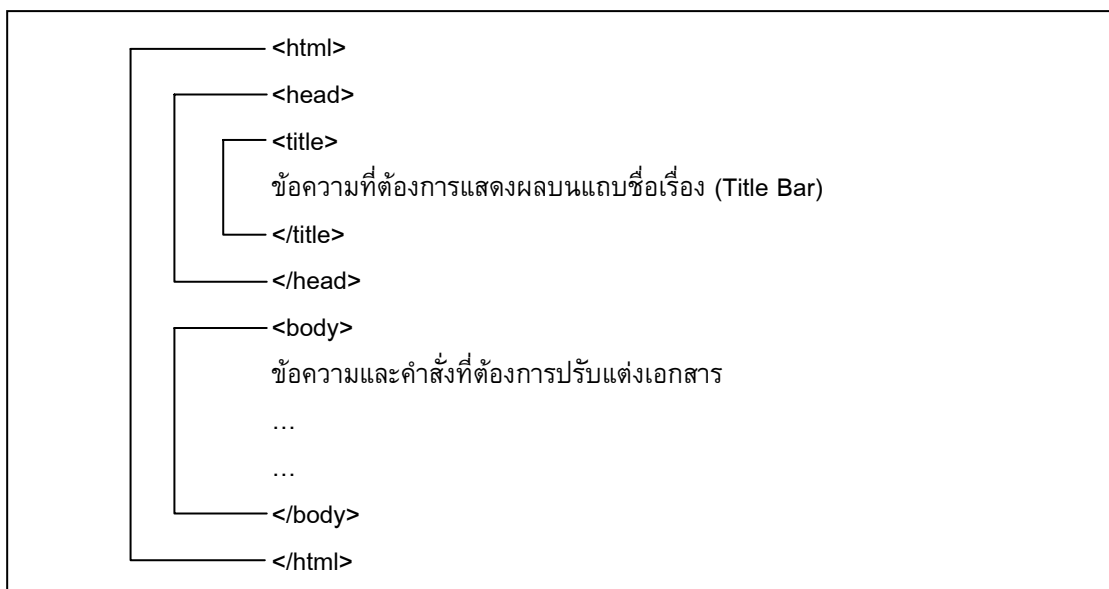 <html>
<head>
<title>
ข้อความที่ต้องการแสดงผลบนแถบชื่อเรื่อง (Title Bar)
</title>
</head>
<body>
ข้อความและคำสั่งที่ต้องการปรับแต่งเอกสาร
…
…
</body>
</html>